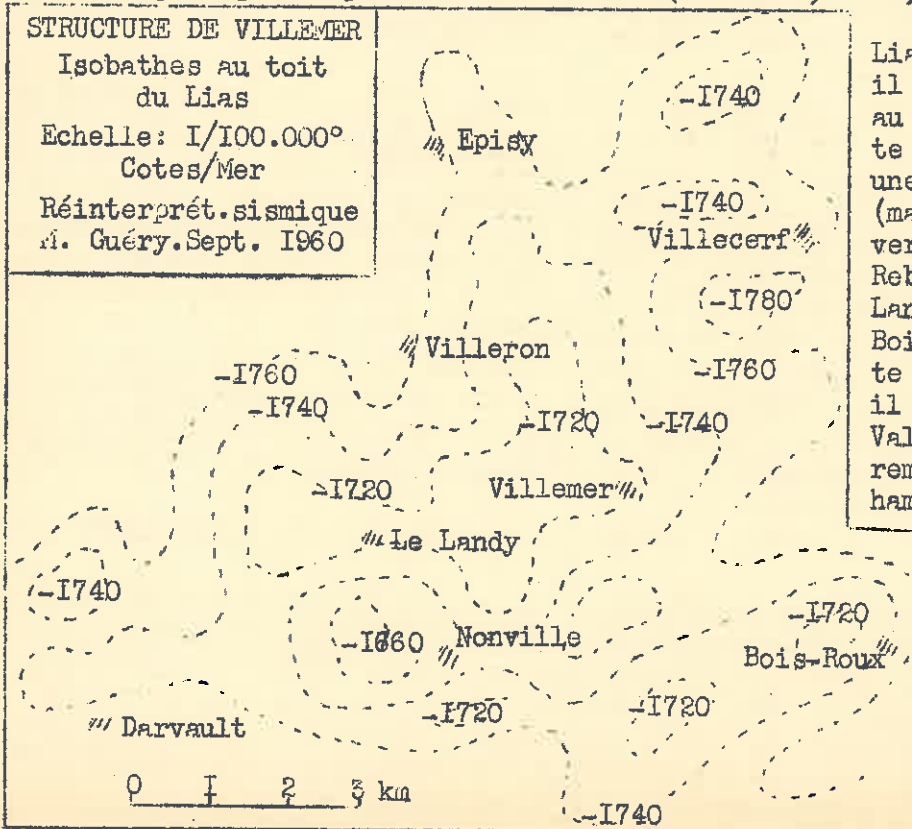 STRUCTURE DE VILLEMER
Isobathes au toit
du Lias
Echelle: I/I00.000°
Cotes/Mer
Réinterprét.sismique
M. Guéry.Sept. I960
-I740
Episy
-I740
Villecerf
-I780
Villeron
-I760
-I760
-I740
-I720
-I740
-I720
Villemer
Le Landy
-I740
-I720
Nonville
Bois-Roux
-I720
-I720
Darvault
0 I 2 3 km
-I740
Lia
il
au
te
une
(ma
ver
Reb
Lan
Boi
te
il
Val
rem
ham